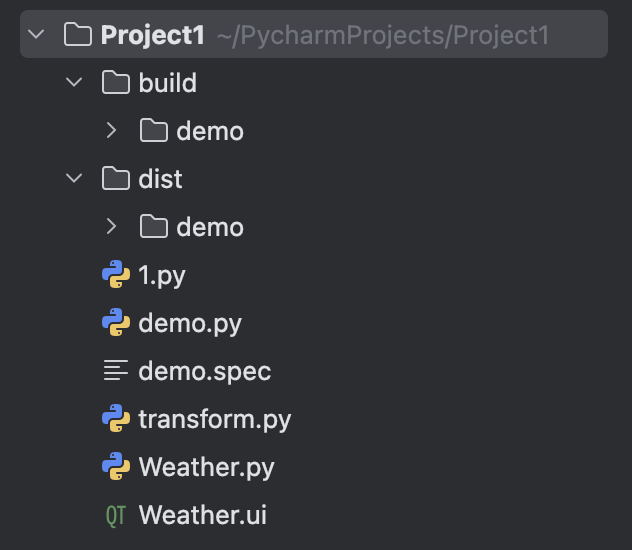 Project1 ~/PycharmProjects/Project1
build
demo
dist
demo
1.py
demo.py
demo.spec
transform.py
Weather.py
QT Weather.ui